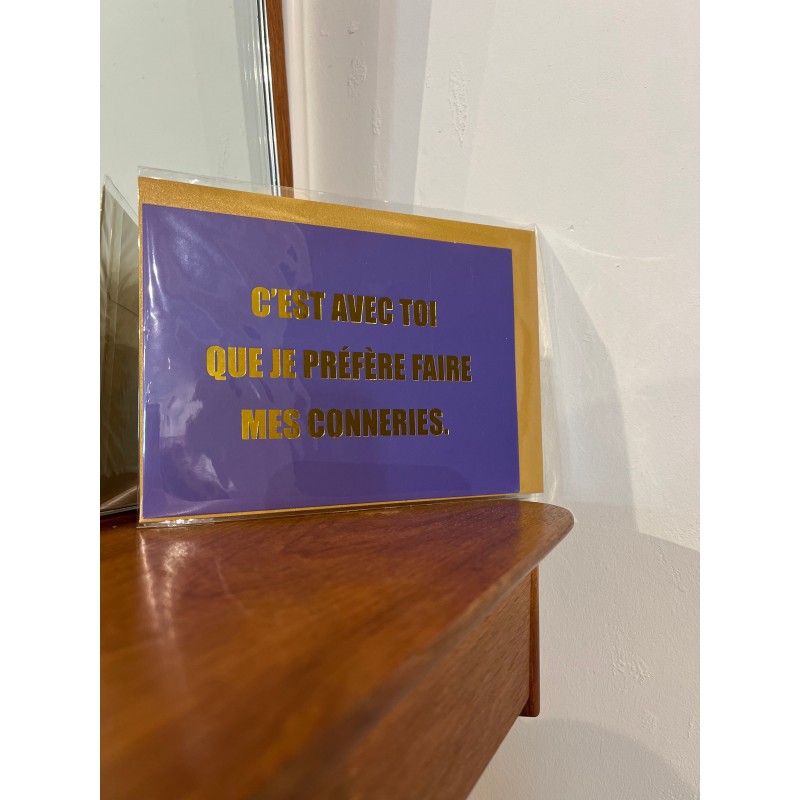 C'EST AVEC TOI
QUE JE PRÉFÈRE FAIRE
MES CONNERIES.